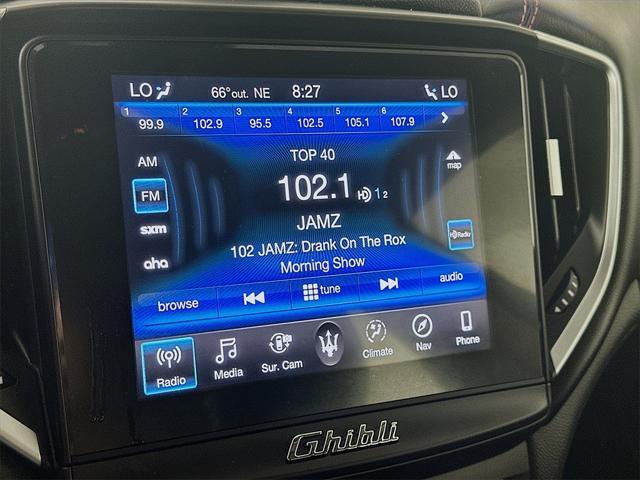 LO 66° out. NE 8:27 LO
1 2 3 4 5 6
99.9 102.9 95.5 102.5 105.1 107.9
AM TOP 40 map
FM 102.1 HD 1 2
sxm JAMZ HD Radio
aha 102 JAMZ: Drank On The Rox
Morning Show
browse tune audio
Radio Media Sur. Cam Climate Nav Phone
Ghibli